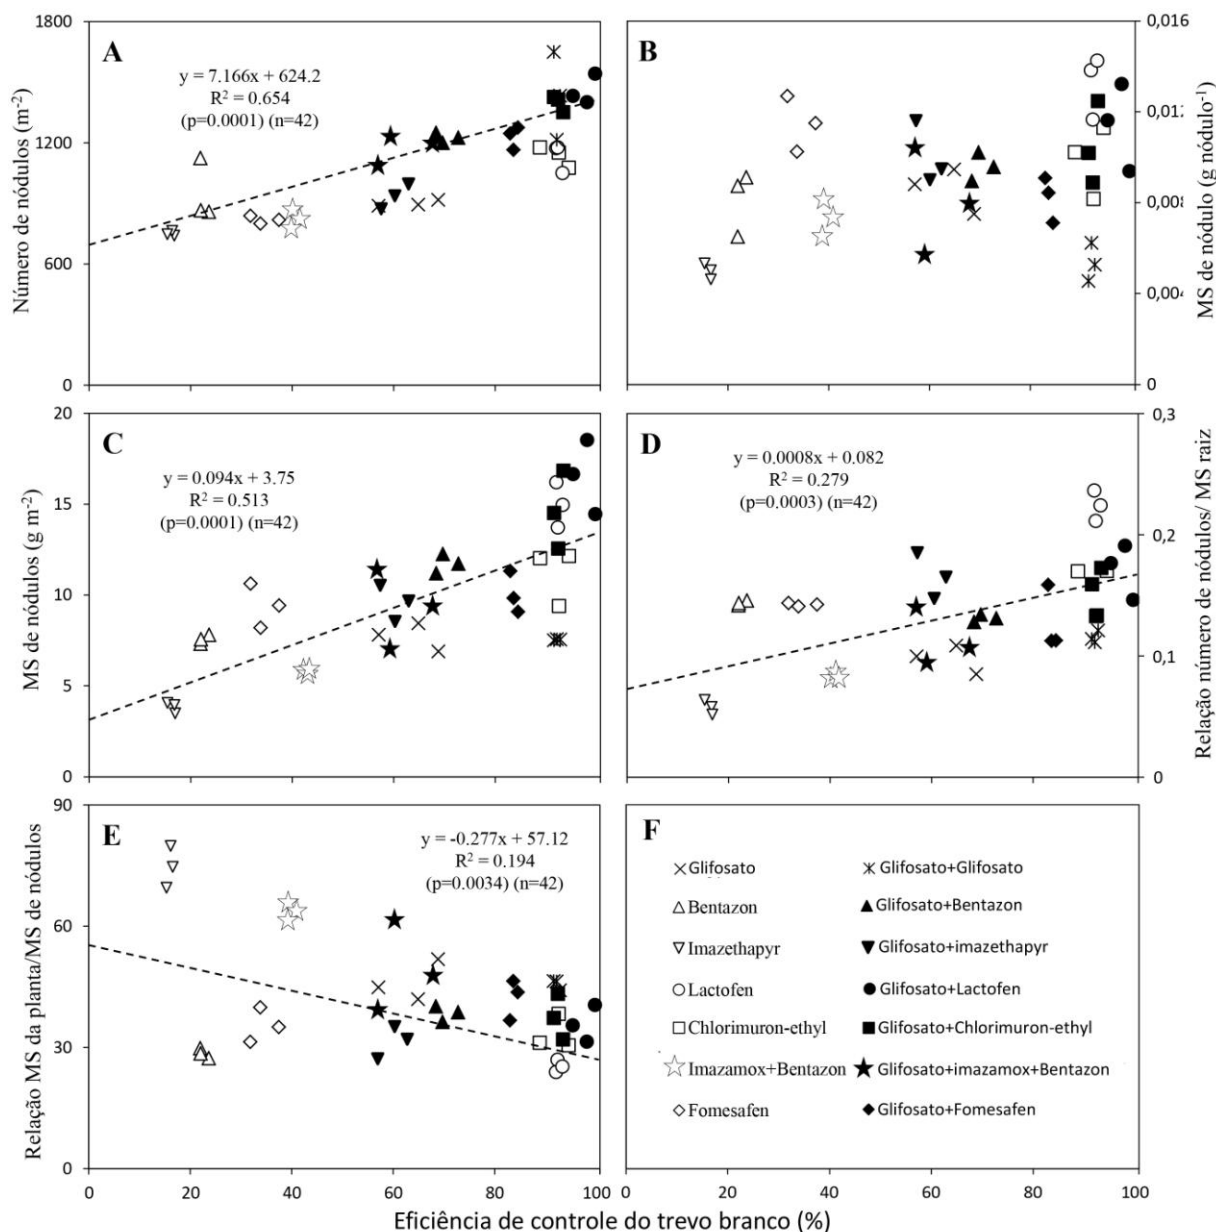 A
y = 7.166x + 624.2
R² = 0.654
(p=0.0001) (n=42)
Número de nódulos (m⁻²)
1800
1200
600
0
B
MS de nódulo (g nódulo⁻¹)
0,016
0,012
0,008
0,004
0
C
y = 0.094x + 3.75
R² = 0.513
(p=0.0001) (n=42)
MS de nódulos (g m⁻²)
20
15
10
5
0
D
y = 0.0008x + 0.082
R² = 0.279
(p=0.0003) (n=42)
Relação número de nódulos/ MS raiz
0,3
0,2
0,1
0
E
y = -0.277x + 57.12
R² = 0.194
(p=0.0034) (n=42)
Relação MS da planta/MS de nódulos
90
60
30
0
0 20 40 60 80 100
F
Glifosato
Glifosato+Glifosato
Bentazon
Glifosato+Bentazon
Imazethapyr
Glifosato+imazethapyr
Lactofen
Glifosato+Lactofen
Chlorimuron-ethyl
Glifosato+Chlorimuron-ethyl
Imazamox+Bentazon
Glifosato+imazamox+Bentazon
Fomesafen
Glifosato+Fomesafen
0 20 40 60 80 100
Eficiência de controle do trevo branco (%)